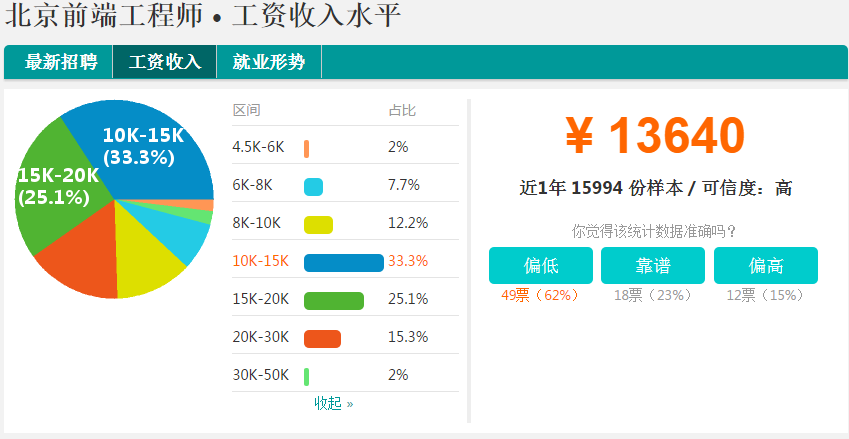 北京前端工程师 • 工资收入水平
最新招聘 工资收入 就业形势
10K-15K
(33.3%)
15K-20K
(25.1%)
区间 占比
4.5K-6K 2%
6K-8K 7.7%
8K-10K 12.2%
10K-15K 33.3%
15K-20K 25.1%
20K-30K 15.3%
30K-50K 2%
收起 »
¥ 13640
近1年 15994 份样本 / 可信度：高
你觉得该统计数据准确吗？
偏低 靠谱 偏高
49票（62%） 18票（23%） 12票（15%）